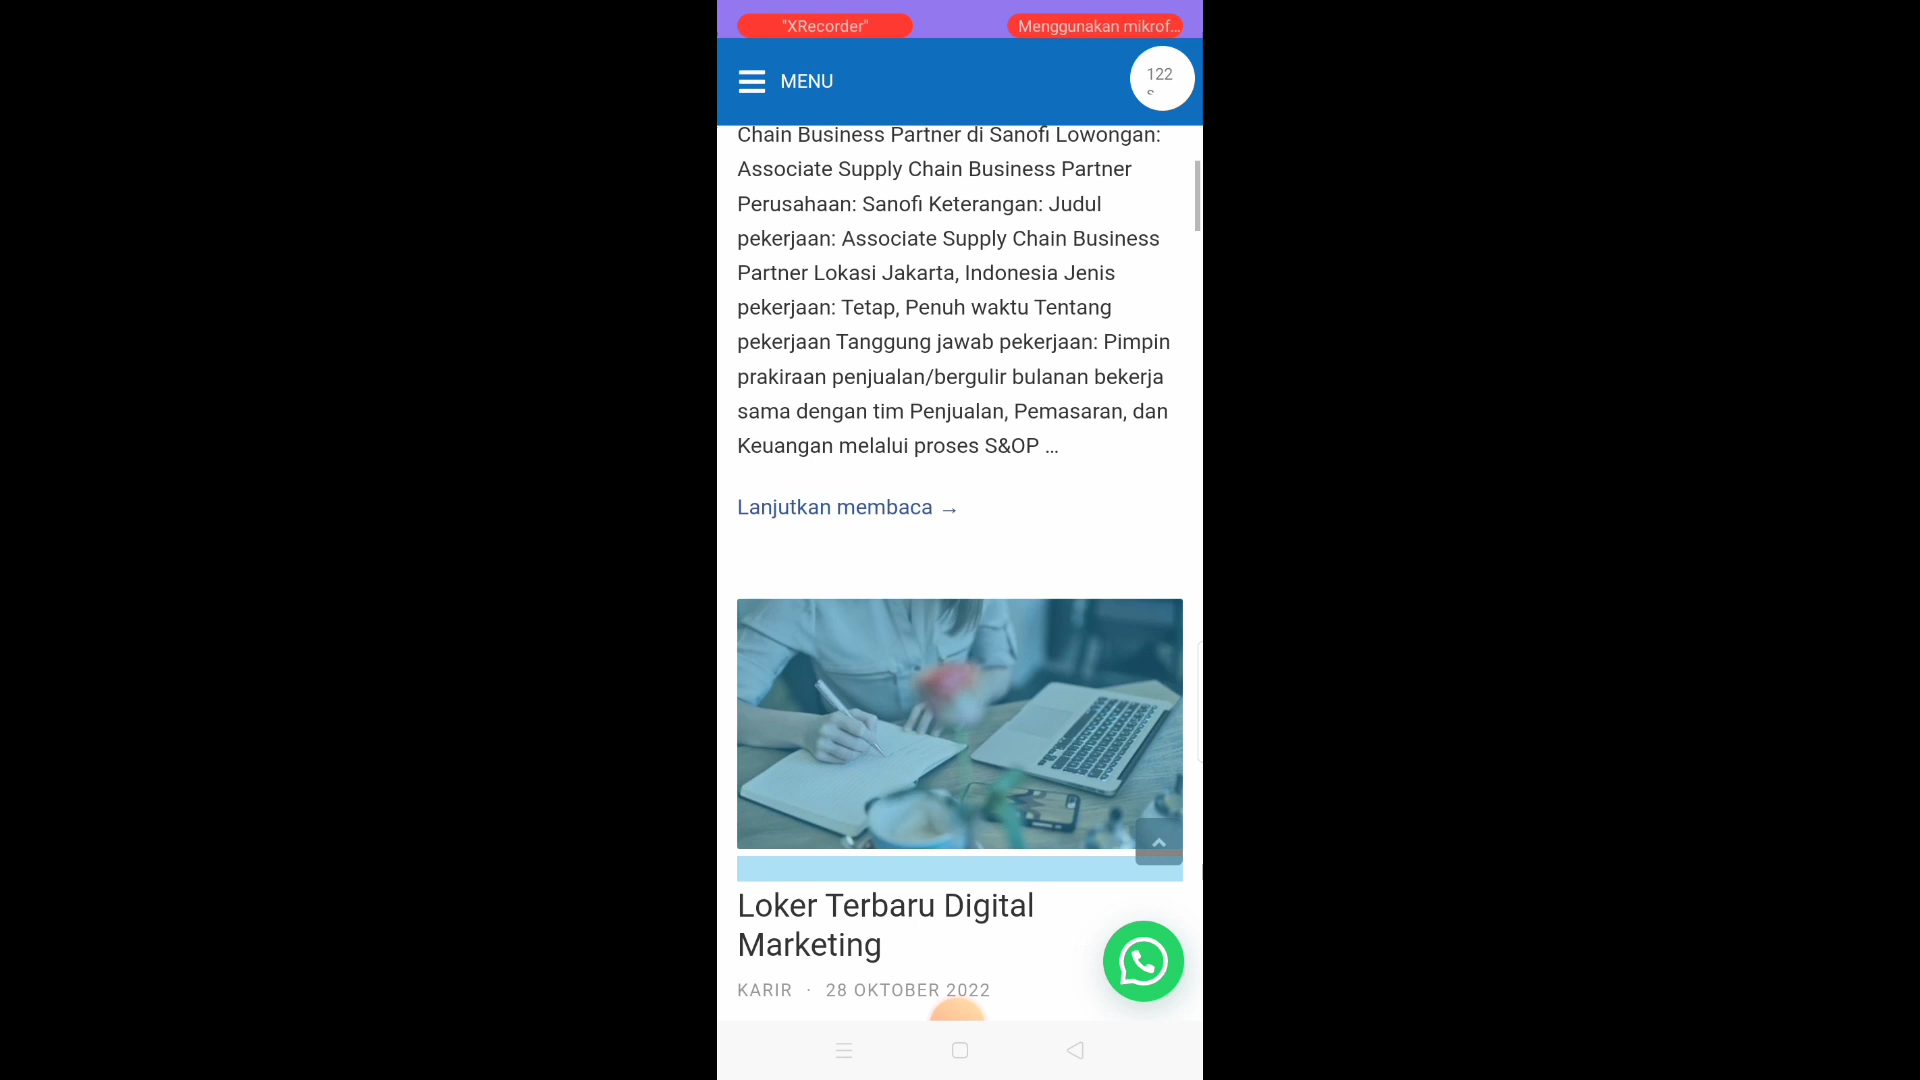 "XRecorder"
Menggunakan mikrof...
MENU
122
s
Chain Business Partner di Sanofi Lowongan:
Associate Supply Chain Business Partner
Perusahaan: Sanofi Keterangan: Judul
pekerjaan: Associate Supply Chain Business
Partner Lokasi Jakarta, Indonesia Jenis
pekerjaan: Tetap, Penuh waktu Tentang
pekerjaan Tanggung jawab pekerjaan: Pimpin
prakiraan penjualan/bergulir bulanan bekerja
sama dengan tim Penjualan, Pemasaran, dan
Keuangan melalui proses S&OP ...
Lanjutkan membaca →
Loker Terbaru Digital
Marketing
KARIR · 28 OKTOBER 2022